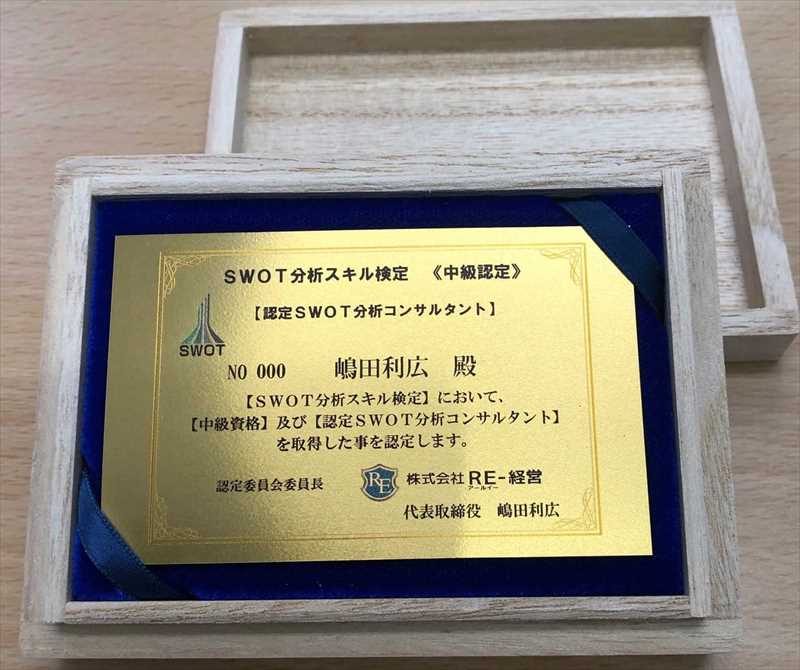 ＳＷＯＴ分析スキル検定　《中級認定》
【認定ＳＷＯＴ分析コンサルタント】
SWOT
NO 000　嶋田利広　殿
【ＳＷＯＴ分析スキル検定】において、
【中級資格】及び【認定ＳＷＯＴ分析コンサルタント】
を取得した事を認定します。
認定委員会委員長　RE　株式会社 RE-経営
アールイー
代表取締役　嶋田利広